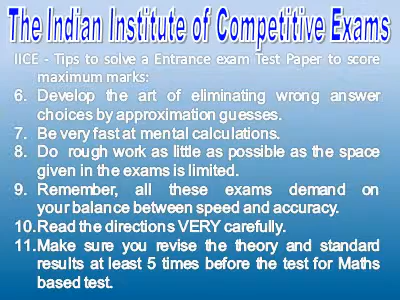 The Indian Institute of Competitive Exams
IICE - Tips to solve a Entrance exam Test Paper to score
maximum marks:
6. Develop the art of eliminating wrong answer
choices by approximation guesses.
7. Be very fast at mental calculations.
8. Do rough work as little as possible as the space
given in the exams is limited.
9. Remember, all these exams demand on
your balance between speed and accuracy.
10.Read the directions VERY carefully.
11.Make sure you revise the theory and standard
results at least 5 times before the test for Maths
based test.